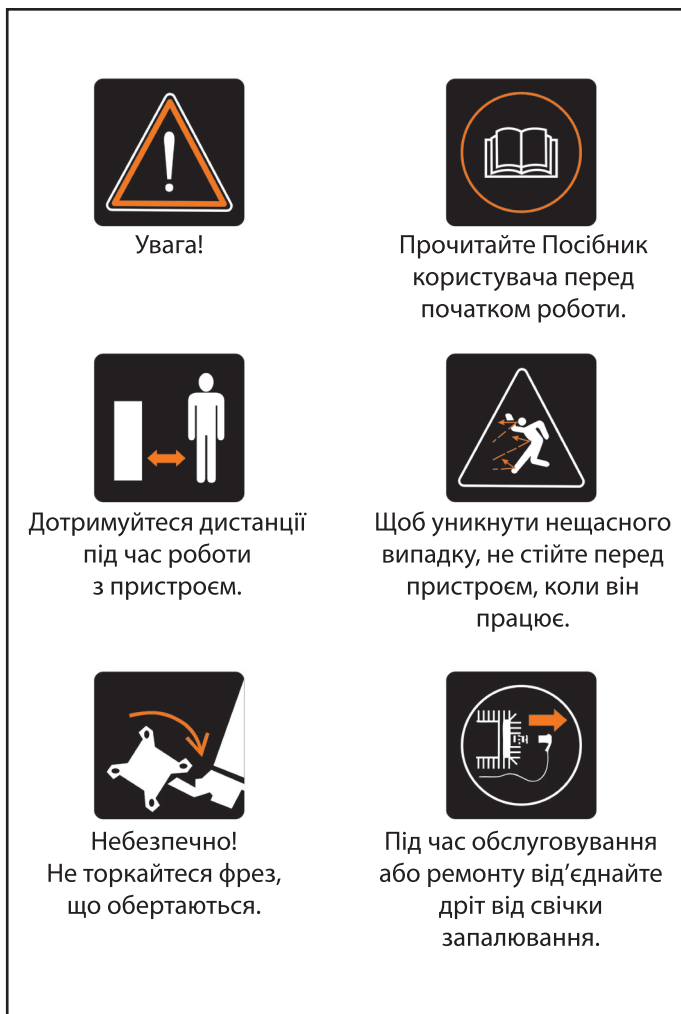 Увага!
Прочитайте Посібник
користувача перед
початком роботи.
Дотримуйтеся дистанції
під час роботи
з пристроєм.
Щоб уникнути нещасного
випадку, не стійте перед
пристроєм, коли він
працює.
Небезпечно!
Не торкайтеся фрез,
що обертаються.
Під час обслуговування
або ремонту від’єднайте
дріт від свічки
запалювання.